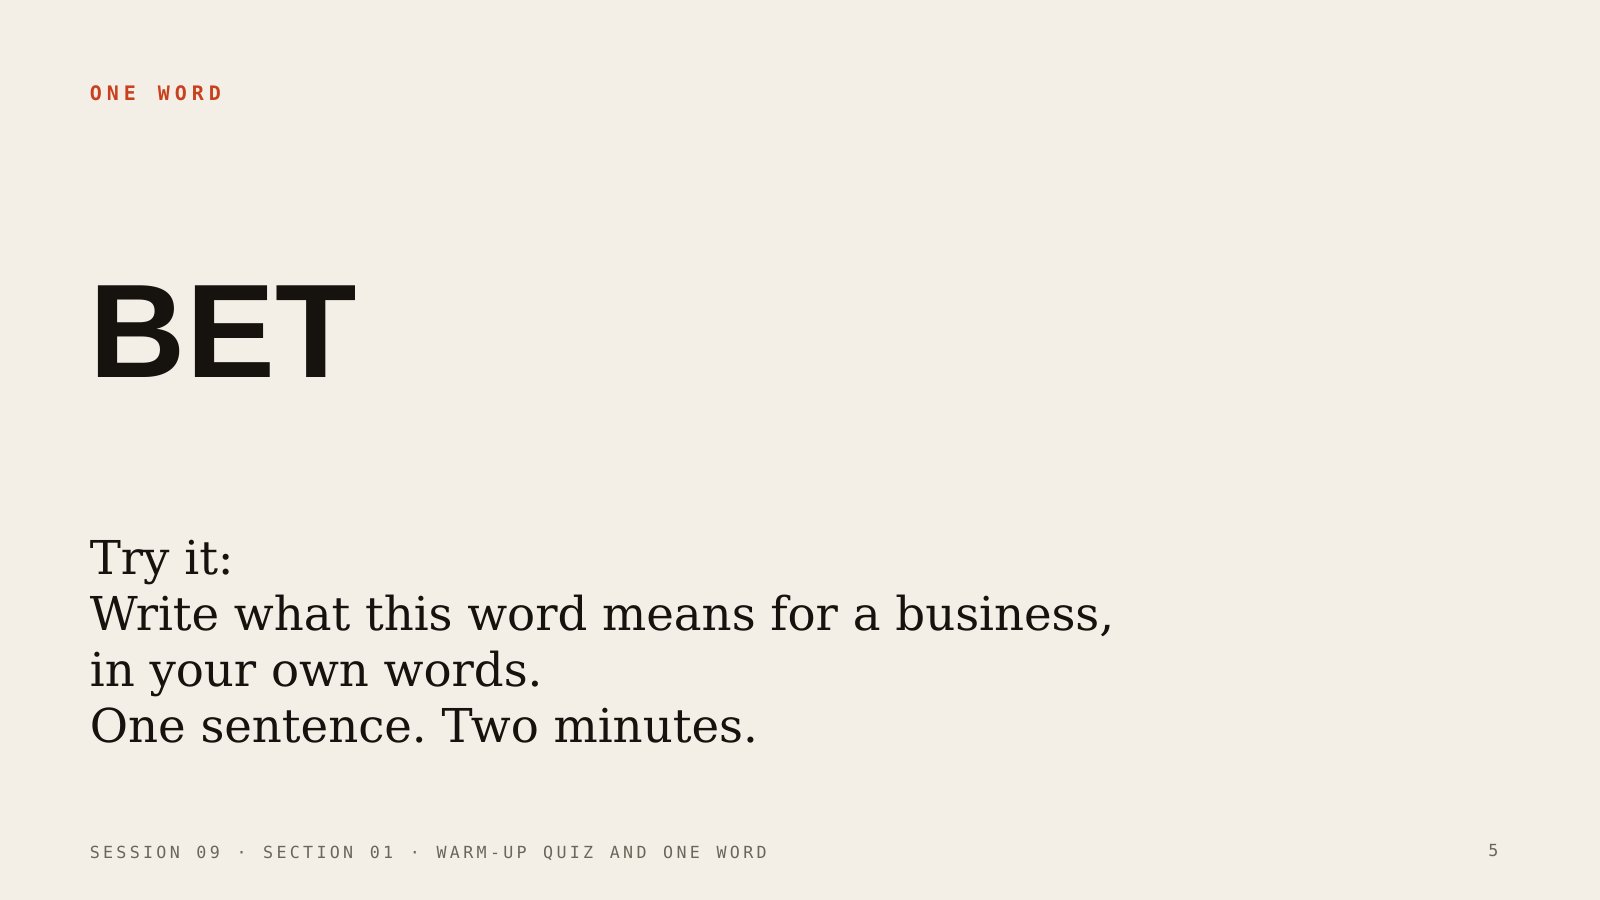 ONE WORD
BET
Try it:
Write what this word means for a business,
in your own words.
One sentence. Two minutes.
SESSION 09 · SECTION 01 · WARM-UP QUIZ AND ONE WORD
5